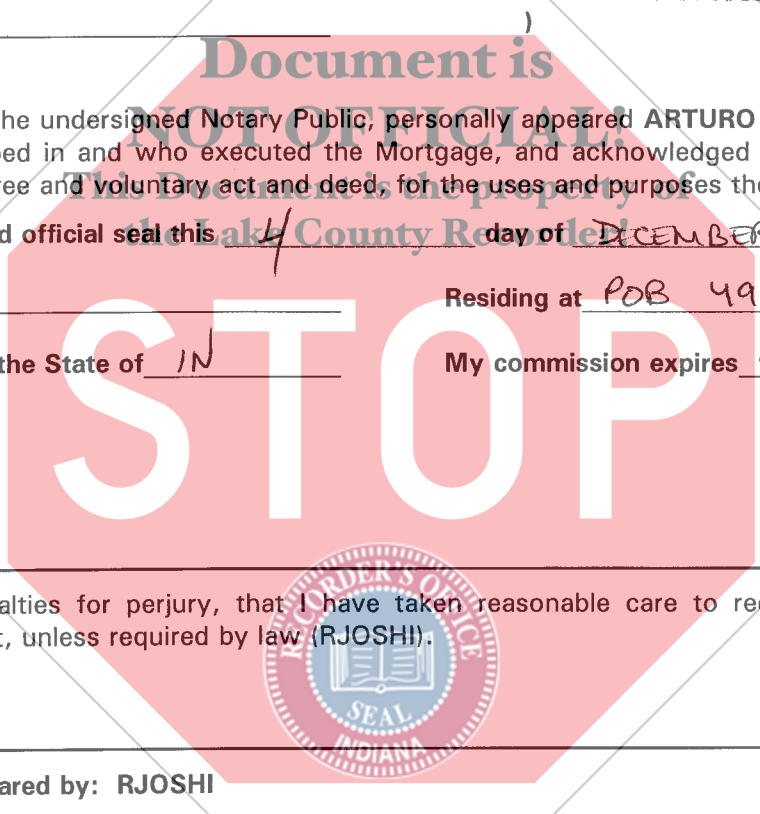 )
Document is
NOT OFFICIAL!
he undersigned Notary Public, personally appeared ARTURO
bed in and who executed the Mortgage, and acknowledged
ree and voluntary act and deed, for the uses and purposes the
This Document is the property of
the Lake County Recorder!
d official seal this 4 day of DECEMBER
Residing at POB 49
the State of IN My commission expires
STOP
alties for perjury, that I have taken reasonable care to re
t, unless required by law (RJOSHI).
RECORDER'S OFFICE
SEAL
INDIANA
ared by: RJOSHI